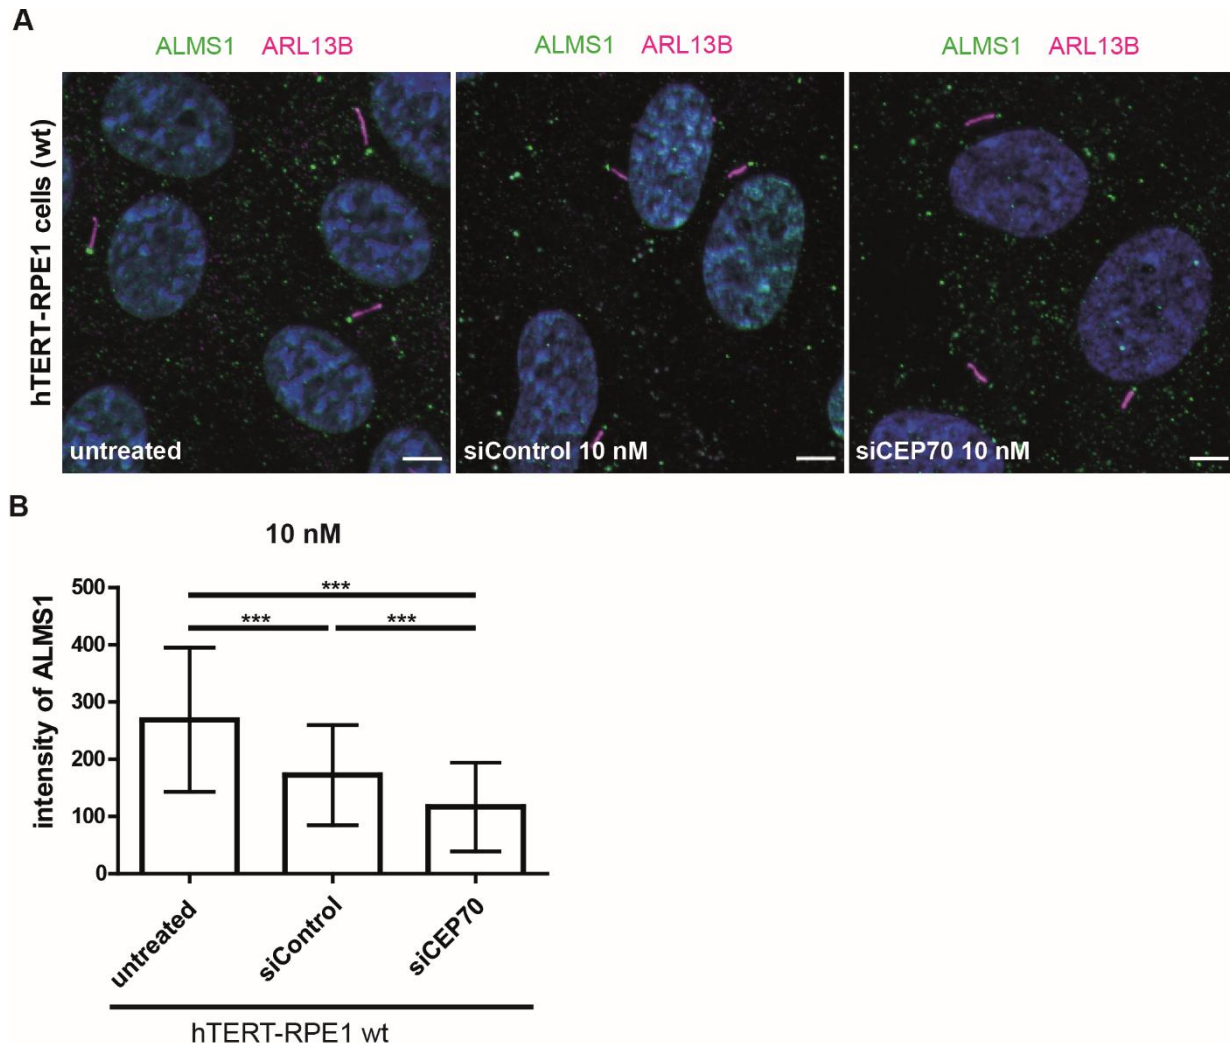 A
ALMS1 ARL13B
ALMS1 ARL13B
ALMS1 ARL13B
hTERT-RPE1 cells (wt)
untreated
siControl 10 nM
siCEP70 10 nM
B
10 nM
intensity of ALMS1
500
400
300
200
100
0
***
***
***
untreated
siControl
siCEP70
hTERT-RPE1 wt